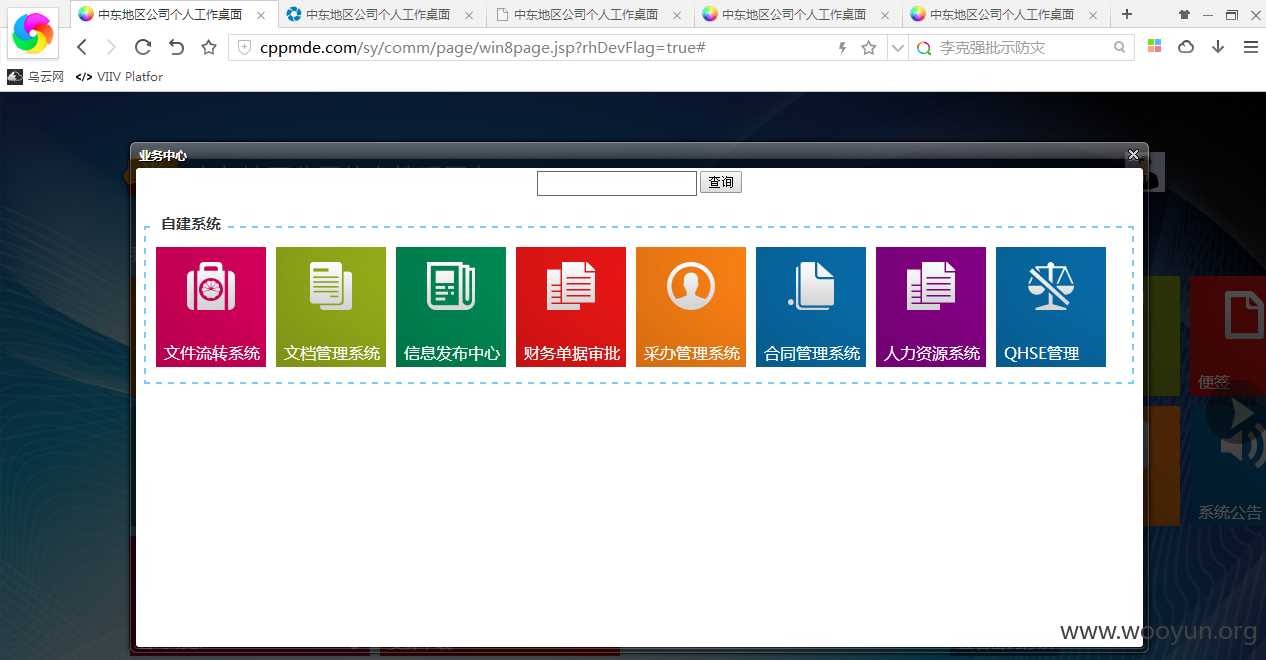 中东地区公司个人工作桌面
中东地区公司个人工作桌面
中东地区公司个人工作桌面
中东地区公司个人工作桌面
中东地区公司个人工作桌面
cppmde.com/sy/comm/page/win8page.jsp?rhDevFlag=true#
李克强批示防灾
乌云网
</> VIIV Platfor
业务中心
查询
自建系统
文件流转系统
文档管理系统
信息发布中心
财务单据审批
采办管理系统
合同管理系统
人力资源系统
QHSE管理
便签
系统公告
www.wooyun.org